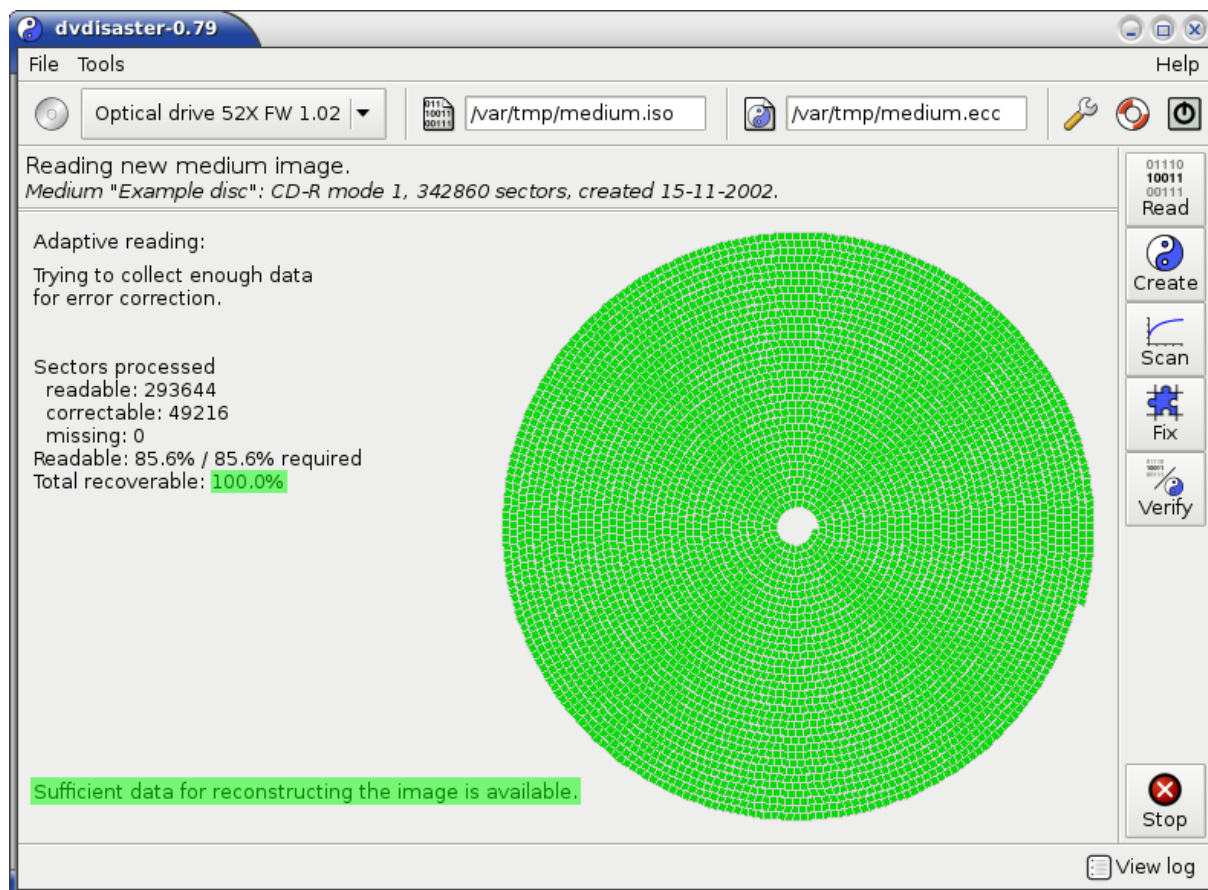 dvdisaster-0.79
File Tools Help
Optical drive 52X FW 1.02 /var/tmp/medium.iso /var/tmp/medium.ecc
Reading new medium image.
Medium "Example disc": CD-R mode 1, 342860 sectors, created 15-11-2002.
Adaptive reading:
Trying to collect enough data
for error correction.
Sectors processed
readable: 293644
correctable: 49216
missing: 0
Readable: 85.6% / 85.6% required
Total recoverable: 100.0%
Sufficient data for reconstructing the image is available.
01110
10011
00111
Read
Create
Scan
Fix
Verify
Stop
View log